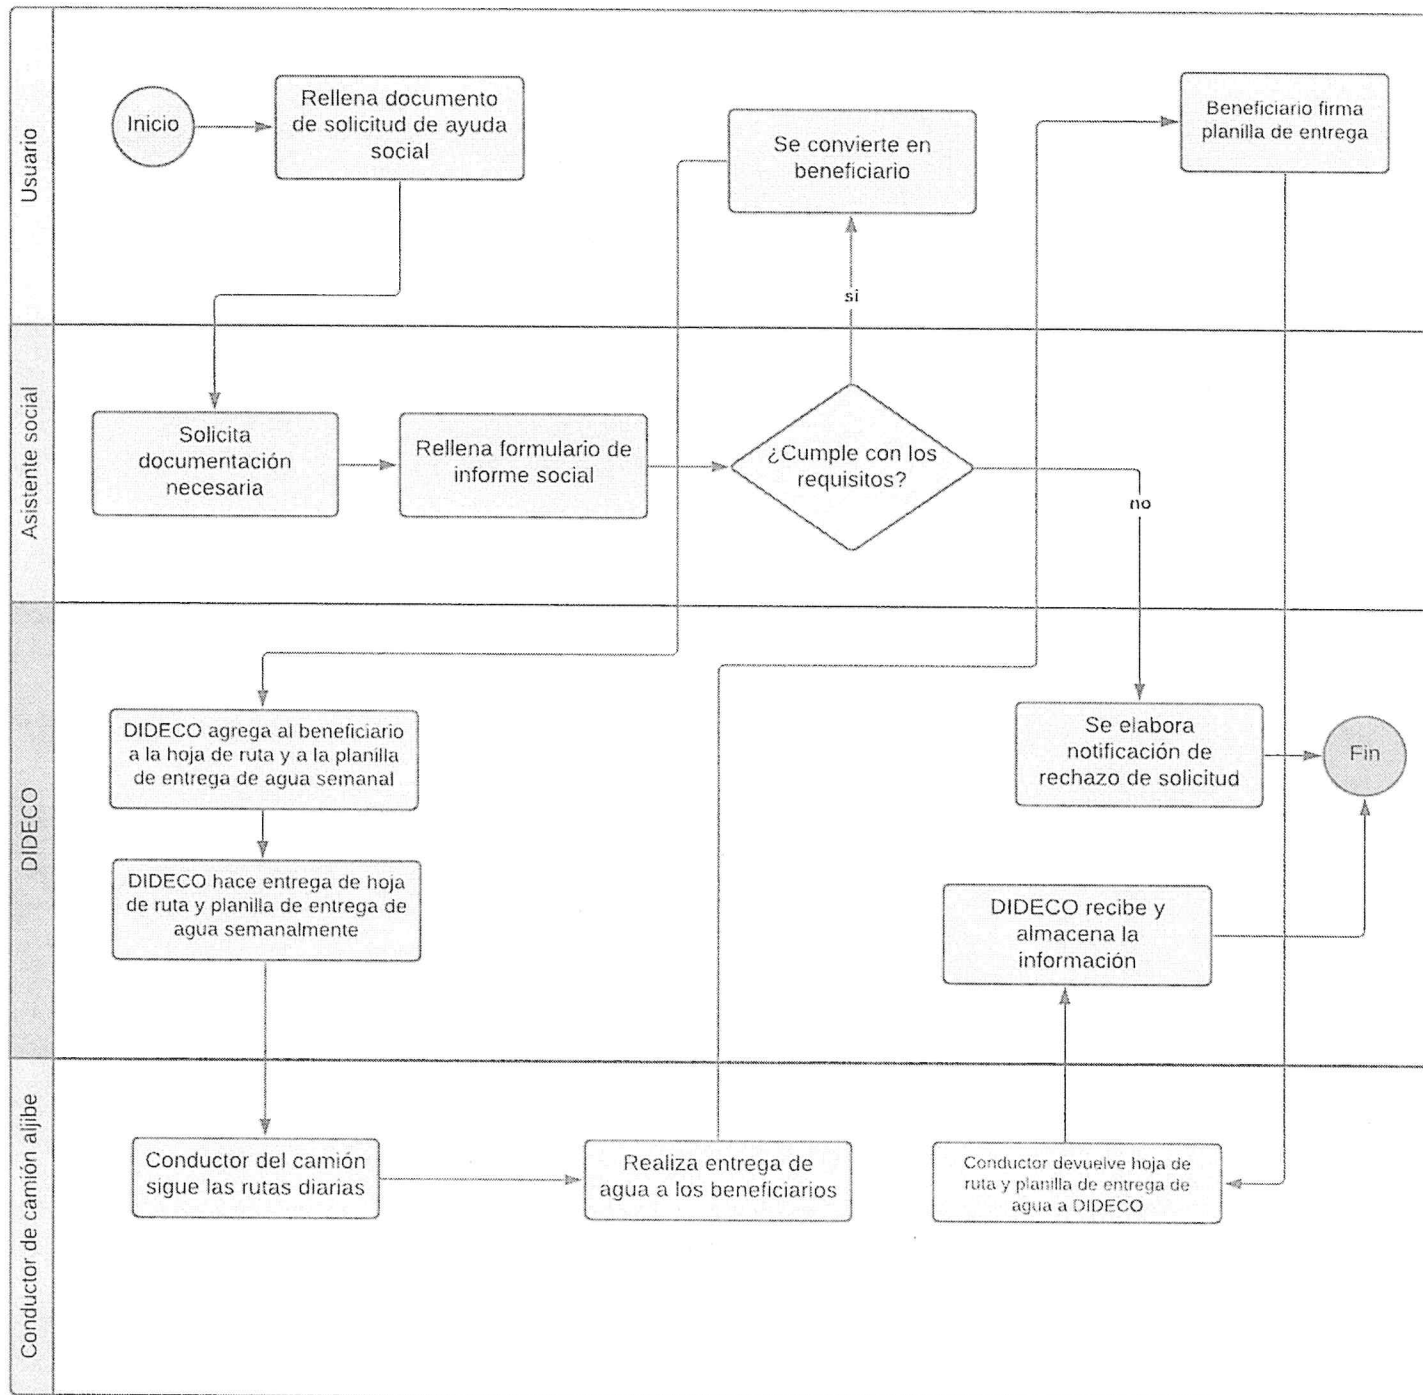 Usuario
Inicio
Rellena documento
de solicitud de ayuda
social
Se convierte en
beneficiario
Beneficiario firma
planilla de entrega
si
Asistente social
Solicita
documentación
necesaria
Rellena formulario de
informe social
¿Cumple con los
requisitos?
no
DIDECO
DIDECO agrega al beneficiario
a la hoja de ruta y a la planilla
de entrega de agua semanal
Se elabora
notificación de
rechazo de solicitud
Fin
DIDECO hace entrega de hoja
de ruta y planilla de entrega de
agua semanalmente
DIDECO recibe y
almacena la
información
Conductor de camión aljibe
Conductor del camión
sigue las rutas diarias
Realiza entrega de
agua a los beneficiarios
Conductor devuelve hoja de
ruta y planilla de entrega de
agua a DIDECO